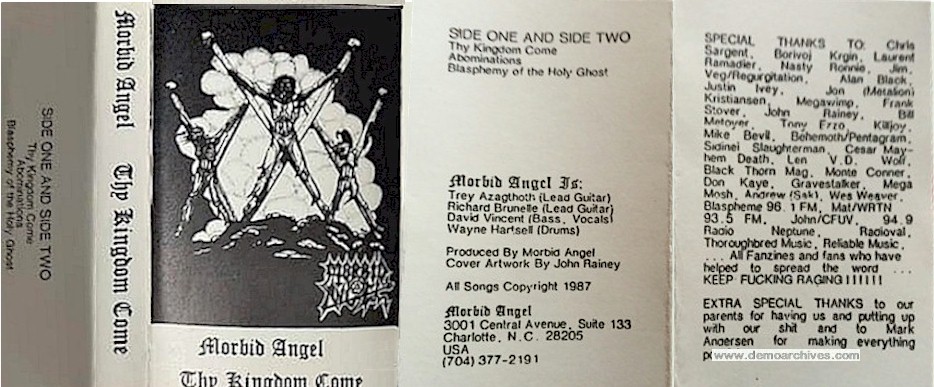 SIDE ONE AND SIDE TWO
Thy Kingdom Come
Abominations
Blasphemy of the Holy Ghost
Morbid Angel Thy Kingdom Come
MORBID ANGEL
Morbid Angel
Thy Kingdom Come
SIDE ONE AND SIDE TWO
Thy Kingdom Come
Abominations
Blasphemy of the Holy Ghost
Morbid Angel Is:
Trey Azagthoth (Lead Guitar)
Richard Brunelle (Lead Guitar)
David Vincent (Bass, Vocals)
Wayne Hartsell (Drums)
Produced By Morbid Angel
Cover Artwork By John Rainey
All Songs Copyright 1987
Morbid Angel
3001 Central Avenue, Suite 133
Charlotte, N.C. 28205
USA
(704) 377-2191
SPECIAL THANKS TO: Chris
Sargent, Borivoj Krgin, Laurent
Ramadier, Nasty Ronnie, Jim,
Veg/Regurgitation, Alan Black,
Justin Ivey, Jon (Metalion)
Kristiansen, Megawimp, Frank
Stover, John Rainey, Bill
Metoyer, Tony Erzo, Killjoy,
Mike Bevil, Behemoth/Pentagram,
Sidinei Slaughterman, Cesar May-
hem Death, Len V.D. Wolf,
Black Thorn Mag, Monte Conner,
Don Kaye, Gravestalker, Mega
Mosh, Andrew (Sak), Wes Weaver,
Blaspheme 96.1 FM, Mat/WRTN
93.5 FM, John/CFUV, 94.9
Radio Neptune, Radioval,
Thoroughbred Music, Reliable Music,
... All Fanzines and fans who have
helped to spread the word ...
KEEP FUCKING RAGING !!!!!!
EXTRA SPECIAL THANKS to our
parents for having us and putting up
with our shit and to Mark
Andersen for making everything
www.demoarchives.com